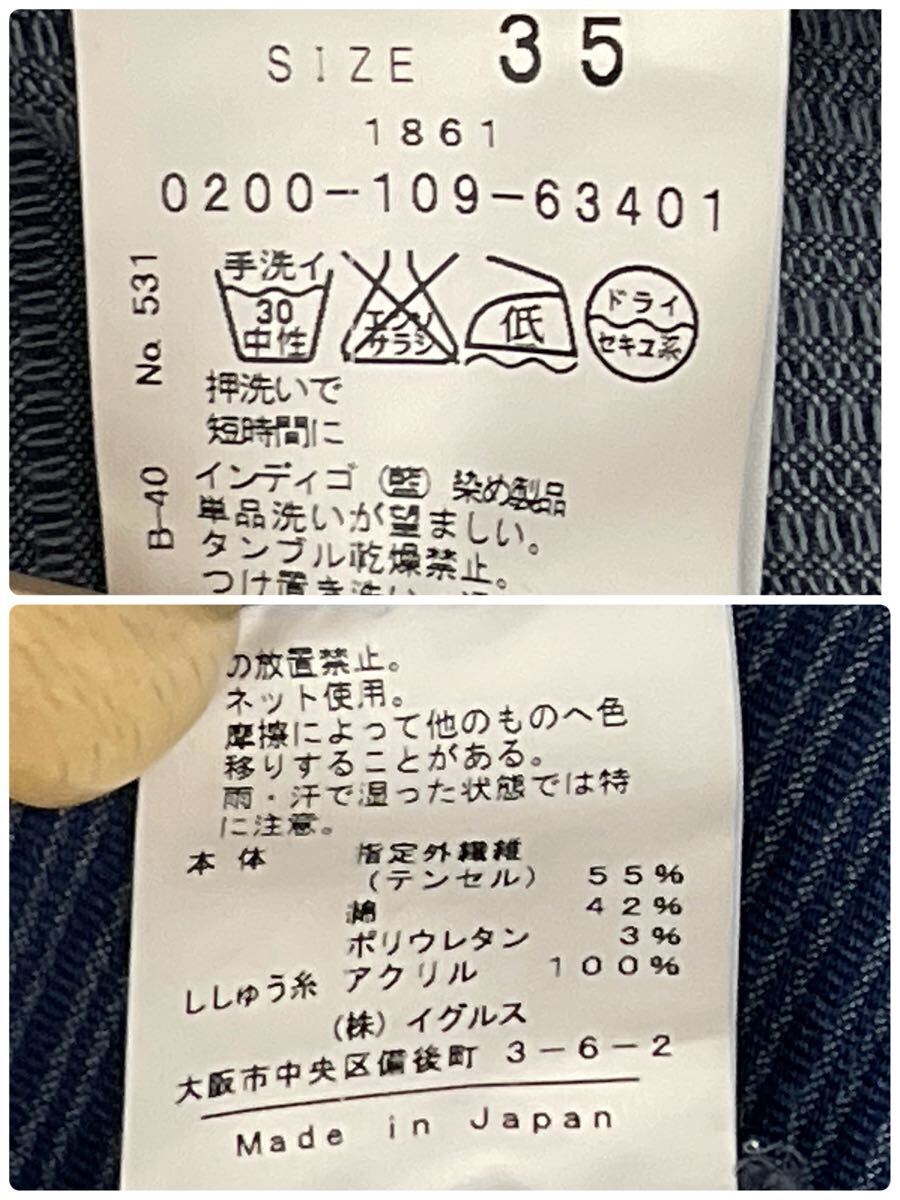 SIZE 35
1861
0200-109-63401
No. 531
手洗イ
30
中性
エンソ
サラシ
低
ドライ
セキユ系
押洗いで
短時間に
B-40
インディゴ(藍)染め製品
単品洗いが望ましい。
タンブル乾燥禁止。
つけ置き洗い
の放置禁止。
ネット使用。
摩擦によって他のものへ色
移りすることがある。
雨・汗で湿った状態では特
に注意。
本体 指定外繊維
(テンセル) 55%
綿 42%
ポリウレタン 3%
ししゅう糸 アクリル 100%
(株)イグルス
大阪市中央区備後町 3-6-2
Made in Japan